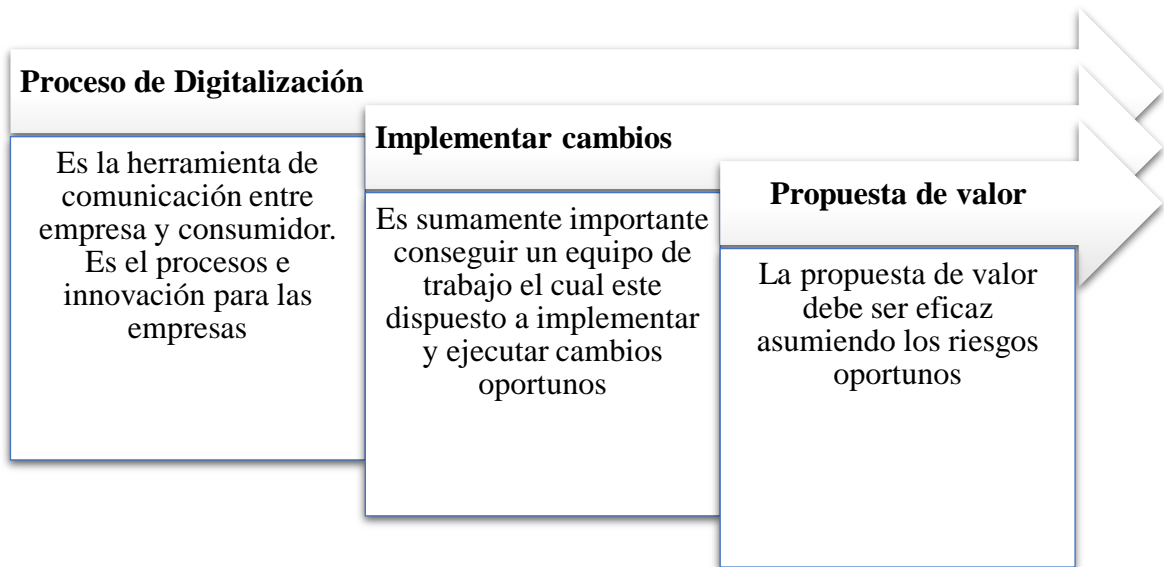 Proceso de Digitalización
Es la herramienta de
comunicación entre
empresa y consumidor.
Es el procesos e
innovación para las
empresas
Implementar cambios
Es sumamente importante
conseguir un equipo de
trabajo el cual este
dispuesto a implementar
y ejecutar cambios
oportunos
Propuesta de valor
La propuesta de valor
debe ser eficaz
asumiendo los riesgos
oportunos